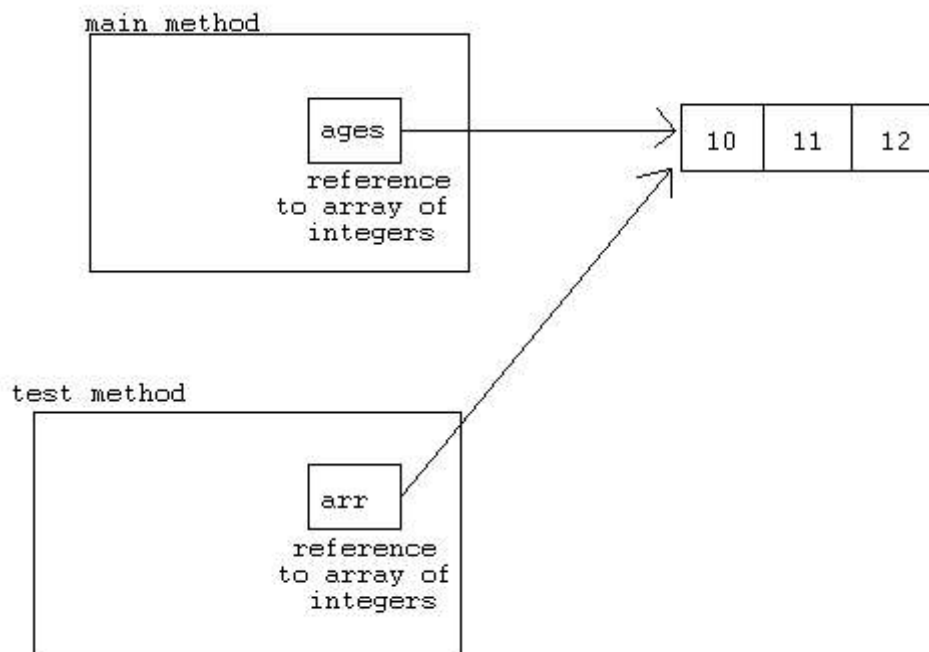 main method
ages
reference
to array of
integers
10 11 12
test method
arr
reference
to array of
integers